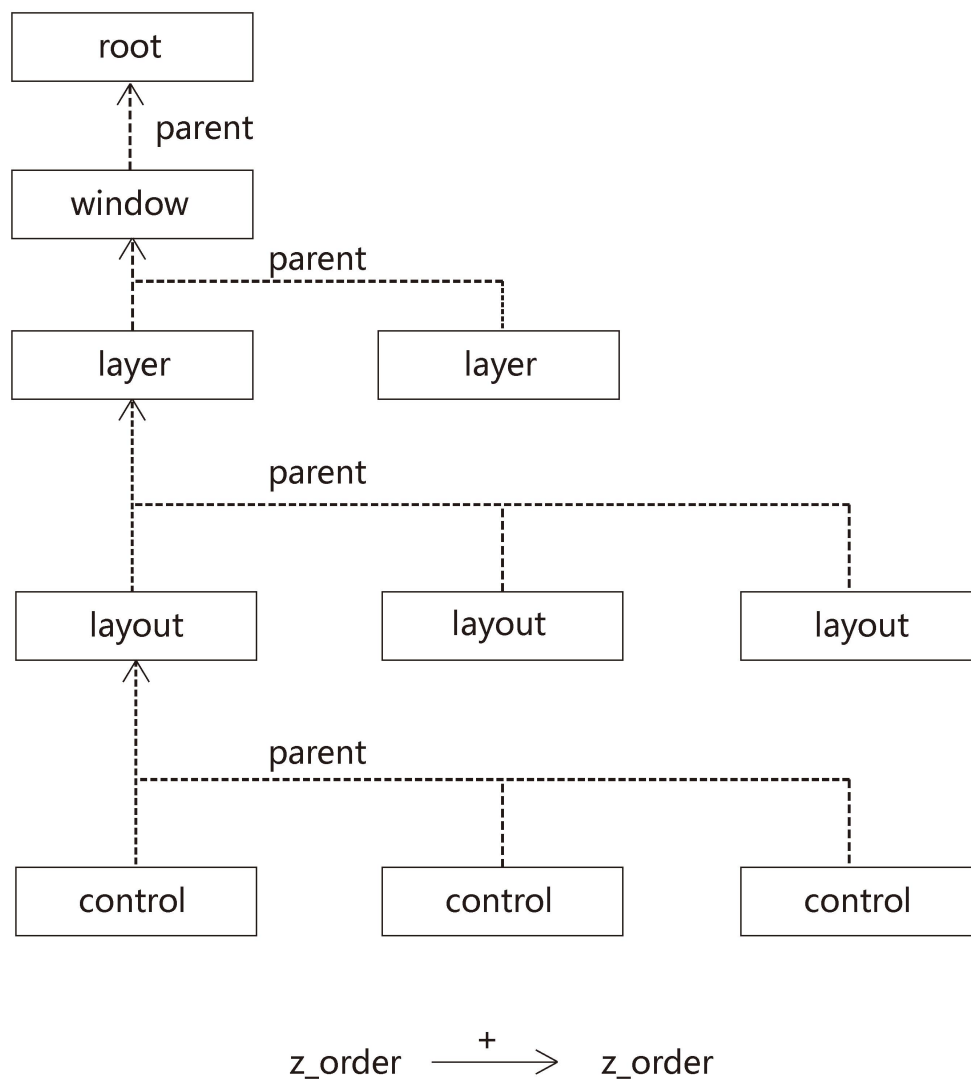 root
parent
window
parent
layer layer
parent
layout layout layout
parent
control control control
+
z_order z_order